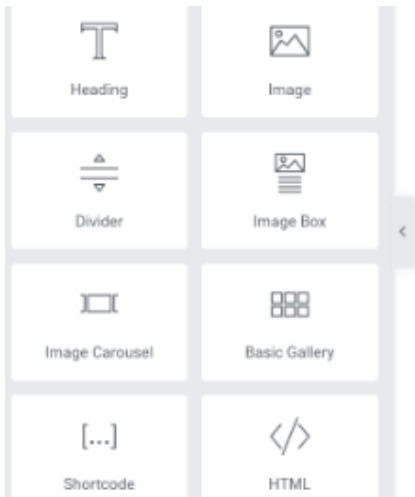 Heading
Image
Divider
Image Box
Image Carousel
Basic Gallery
[...]
Shortcode
</>
HTML